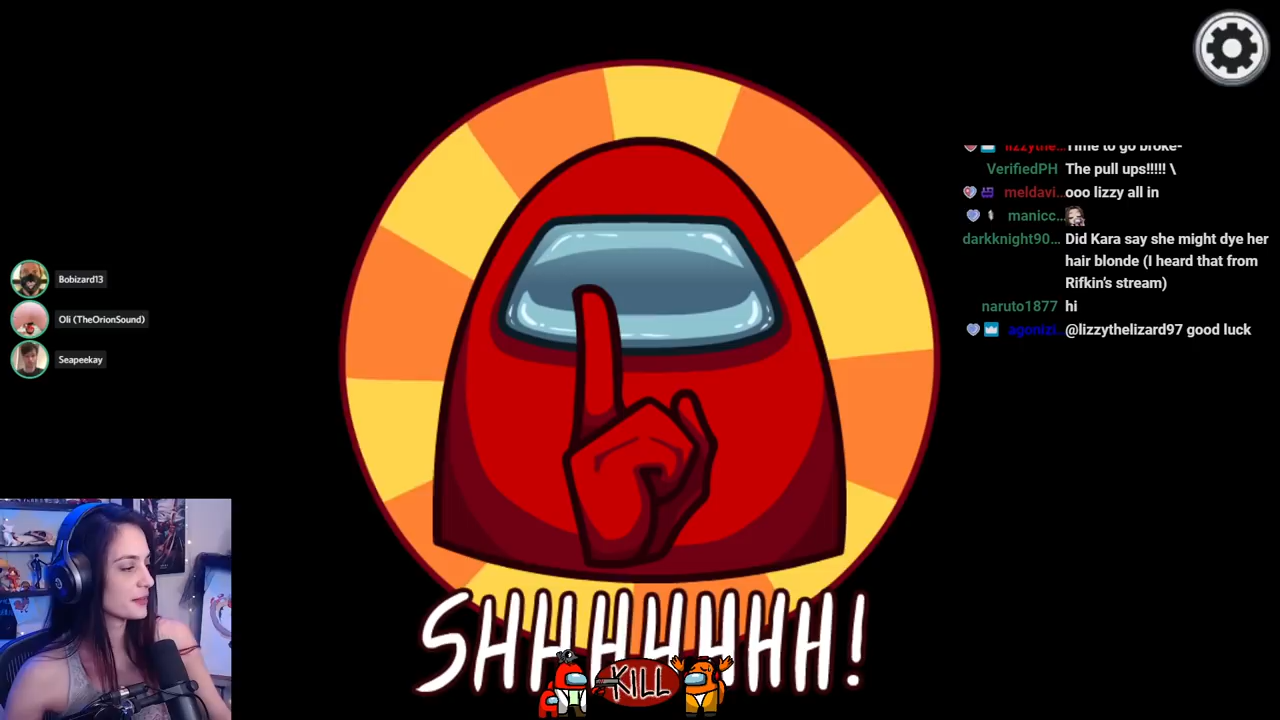 lizzythe... Time to go broke-
VerifiedPH The pull ups!!!!! \
meldavi.. ooo lizzy all in
manicc...
darkknight90... Did Kara say she might dye her
hair blonde (I heard that from
Rifkin's stream)
naruto1877 hi
agonizi.. @lizzythelizard97 good luck
Bobizard13
Oli (TheOrionSound)
Seapeekay
SHHHHHHH!
KILL